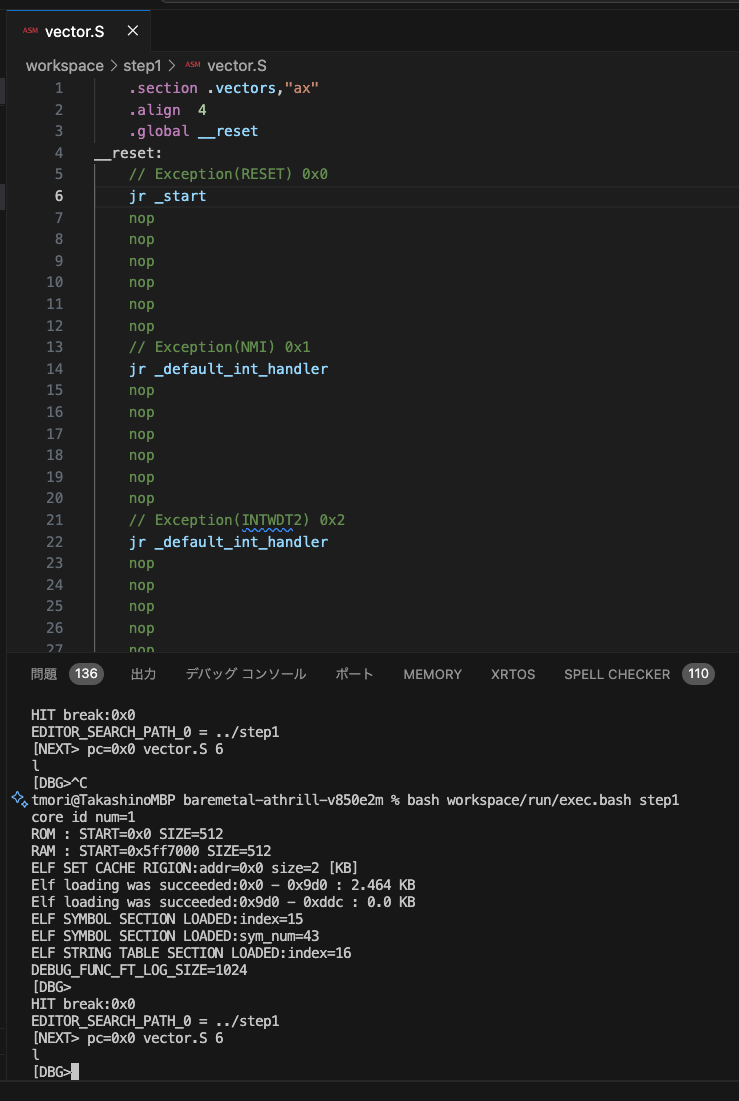 ASM vector.S ×
workspace > step1 > ASM vector.S
1 .section .vectors,"ax"
2 .align 4
3 .global __reset
4 __reset:
5 // Exception(RESET) 0x0
6 jr _start
7 nop
8 nop
9 nop
10 nop
11 nop
12 nop
13 // Exception(NMI) 0x1
14 jr _default_int_handler
15 nop
16 nop
17 nop
18 nop
19 nop
20 nop
21 // Exception(INTWDT2) 0x2
22 jr _default_int_handler
23 nop
24 nop
25 nop
26 nop
27 nop
問題 136 出力 デバッグ コンソール ポート MEMORY XRTOS SPELL CHECKER 110
HIT break:0x0
EDITOR_SEARCH_PATH_0 = ../step1
[NEXT> pc=0x0 vector.S 6
l
[DBG>^C
tmori@TakashinoMBP baremetal-athrill-v850e2m % bash workspace/run/exec.bash step1
core id num=1
ROM : START=0x0 SIZE=512
RAM : START=0x5ff7000 SIZE=512
ELF SET CACHE RIGION:addr=0x0 size=2 [KB]
Elf loading was succeeded:0x0 - 0x9d0 : 2.464 KB
Elf loading was succeeded:0x9d0 - 0xddc : 0.0 KB
ELF SYMBOL SECTION LOADED:index=15
ELF SYMBOL SECTION LOADED:sym_num=43
ELF STRING TABLE SECTION LOADED:index=16
DEBUG_FUNC_FT_LOG_SIZE=1024
[DBG>
HIT break:0x0
EDITOR_SEARCH_PATH_0 = ../step1
[NEXT> pc=0x0 vector.S 6
l
[DBG>